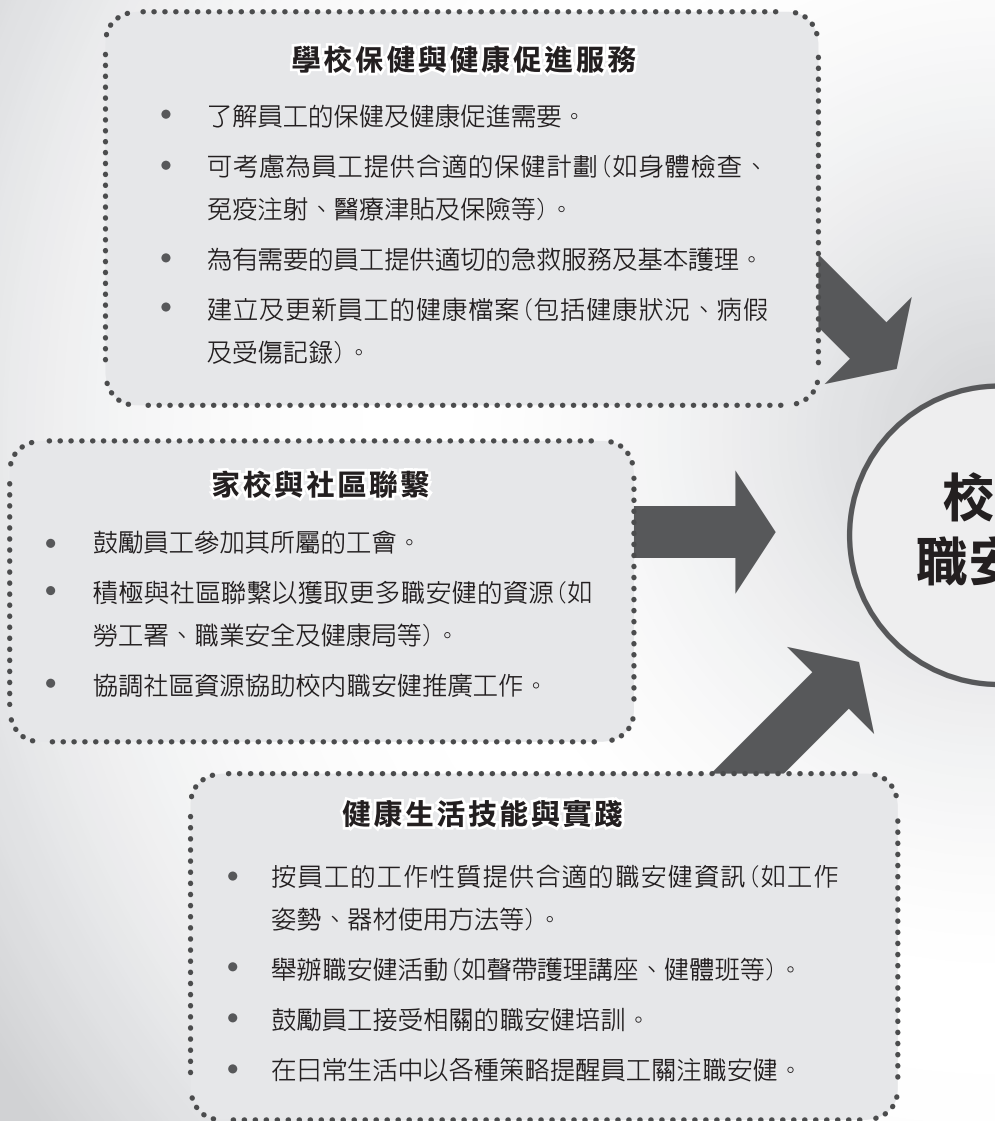 學校保健與健康促進服務
• 了解員工的保健及健康促進需要。
• 可考慮為員工提供合適的保健計劃(如身體檢查、
免疫注射、醫療津貼及保險等)。
• 為有需要的員工提供適切的急救服務及基本護理。
• 建立及更新員工的健康檔案(包括健康狀況、病假
及受傷記錄)。
家校與社區聯繫
• 鼓勵員工參加其所屬的工會。
• 積極與社區聯繫以獲取更多職安健的資源(如
勞工署、職業安全及健康局等)。
• 協調社區資源協助校內職安健推廣工作。
校
職安
健康生活技能與實踐
• 按員工的工作性質提供合適的職安健資訊(如工作
姿勢、器材使用方法等)。
• 舉辦職安健活動(如聲帶護理講座、健體班等)。
• 鼓勵員工接受相關的職安健培訓。
• 在日常生活中以各種策略提醒員工關注職安健。